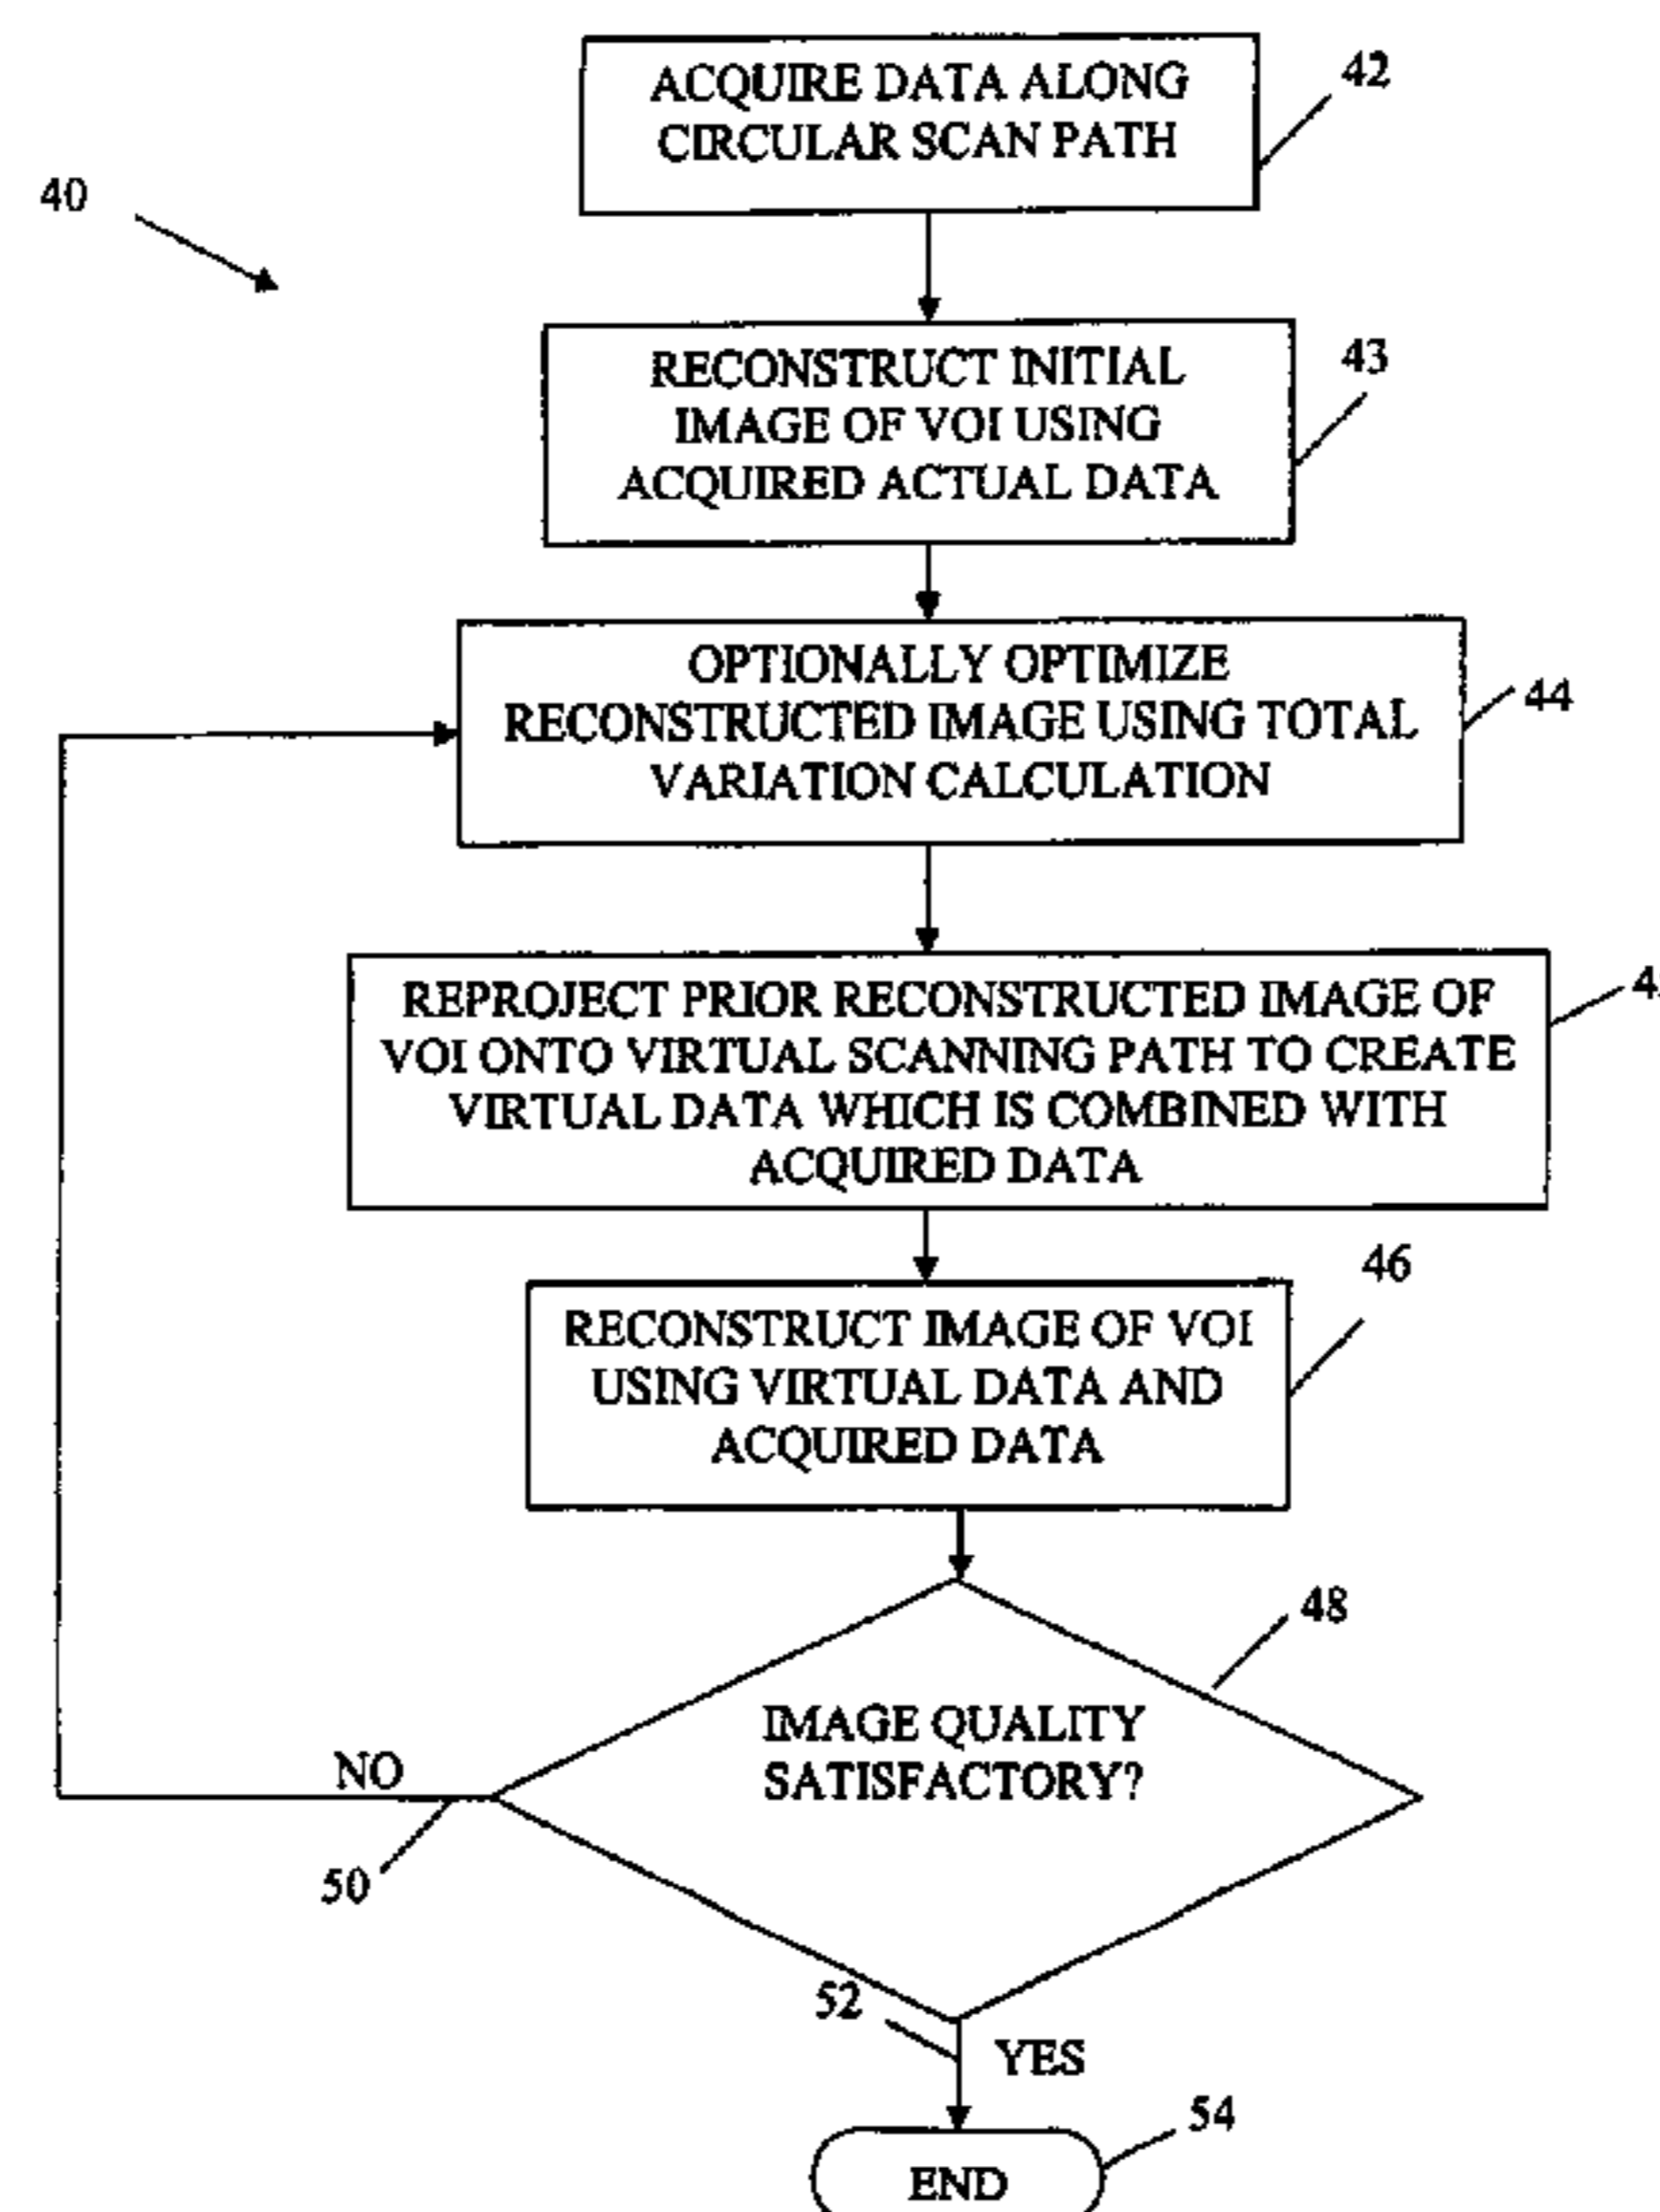 40
ACQUIRE DATA ALONG
CIRCULAR SCAN PATH
42
RECONSTRUCT INITIAL
IMAGE OF VOI USING
ACQUIRED ACTUAL DATA
43
OPTIONALLY OPTIMIZE
RECONSTRUCTED IMAGE USING TOTAL
VARIATION CALCULATION
44
REPROJECT PRIOR RECONSTRUCTED IMAGE OF
VOI ONTO VIRTUAL SCANNING PATH TO CREATE
VIRTUAL DATA WHICH IS COMBINED WITH
ACQUIRED DATA
RECONSTRUCT IMAGE OF VOI
USING VIRTUAL DATA AND
ACQUIRED DATA
46
IMAGE QUALITY
SATISFACTORY?
48
NO
50
52
YES
END
54